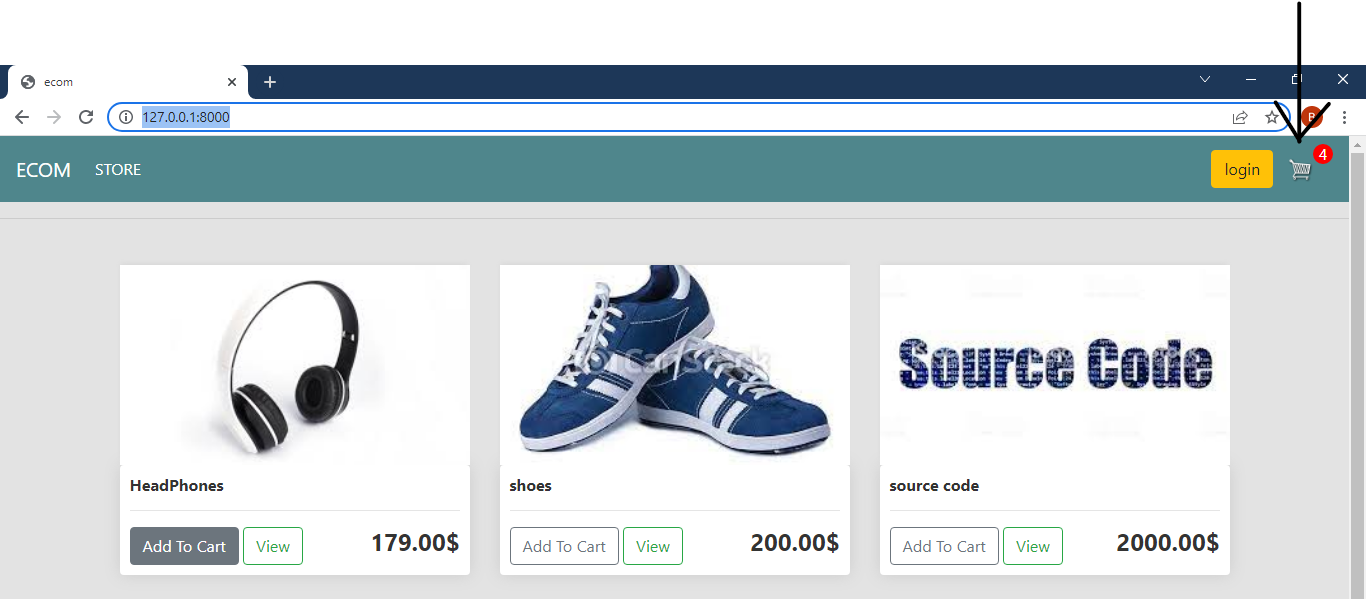 ecom
127.0.0.1:8000
B
ECOM STORE login 4
Source Code
HeadPhones
Add To Cart View 179.00$
shoes
Add To Cart View 200.00$
source code
Add To Cart View 2000.00$